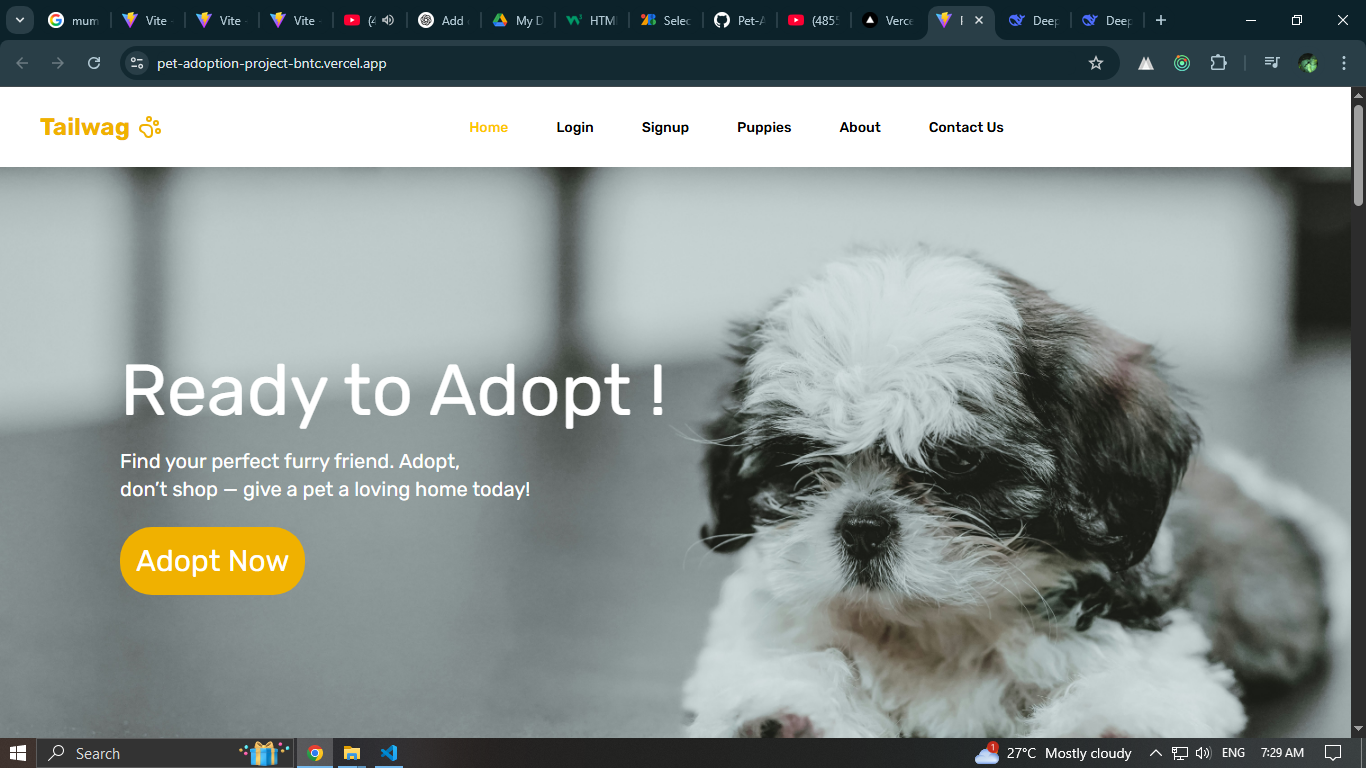 mum
Vite
Vite
Vite
Add
My D
HTM
Selec
Pet-A
(485
Verce
Deep
Deep
pet-adoption-project-bntc.vercel.app
Tailwag
Home Login Signup Puppies About Contact Us
Ready to Adopt !
Find your perfect furry friend. Adopt,
don’t shop — give a pet a loving home today!
Adopt Now
Search
1
27°C Mostly cloudy
ENG
7:29 AM